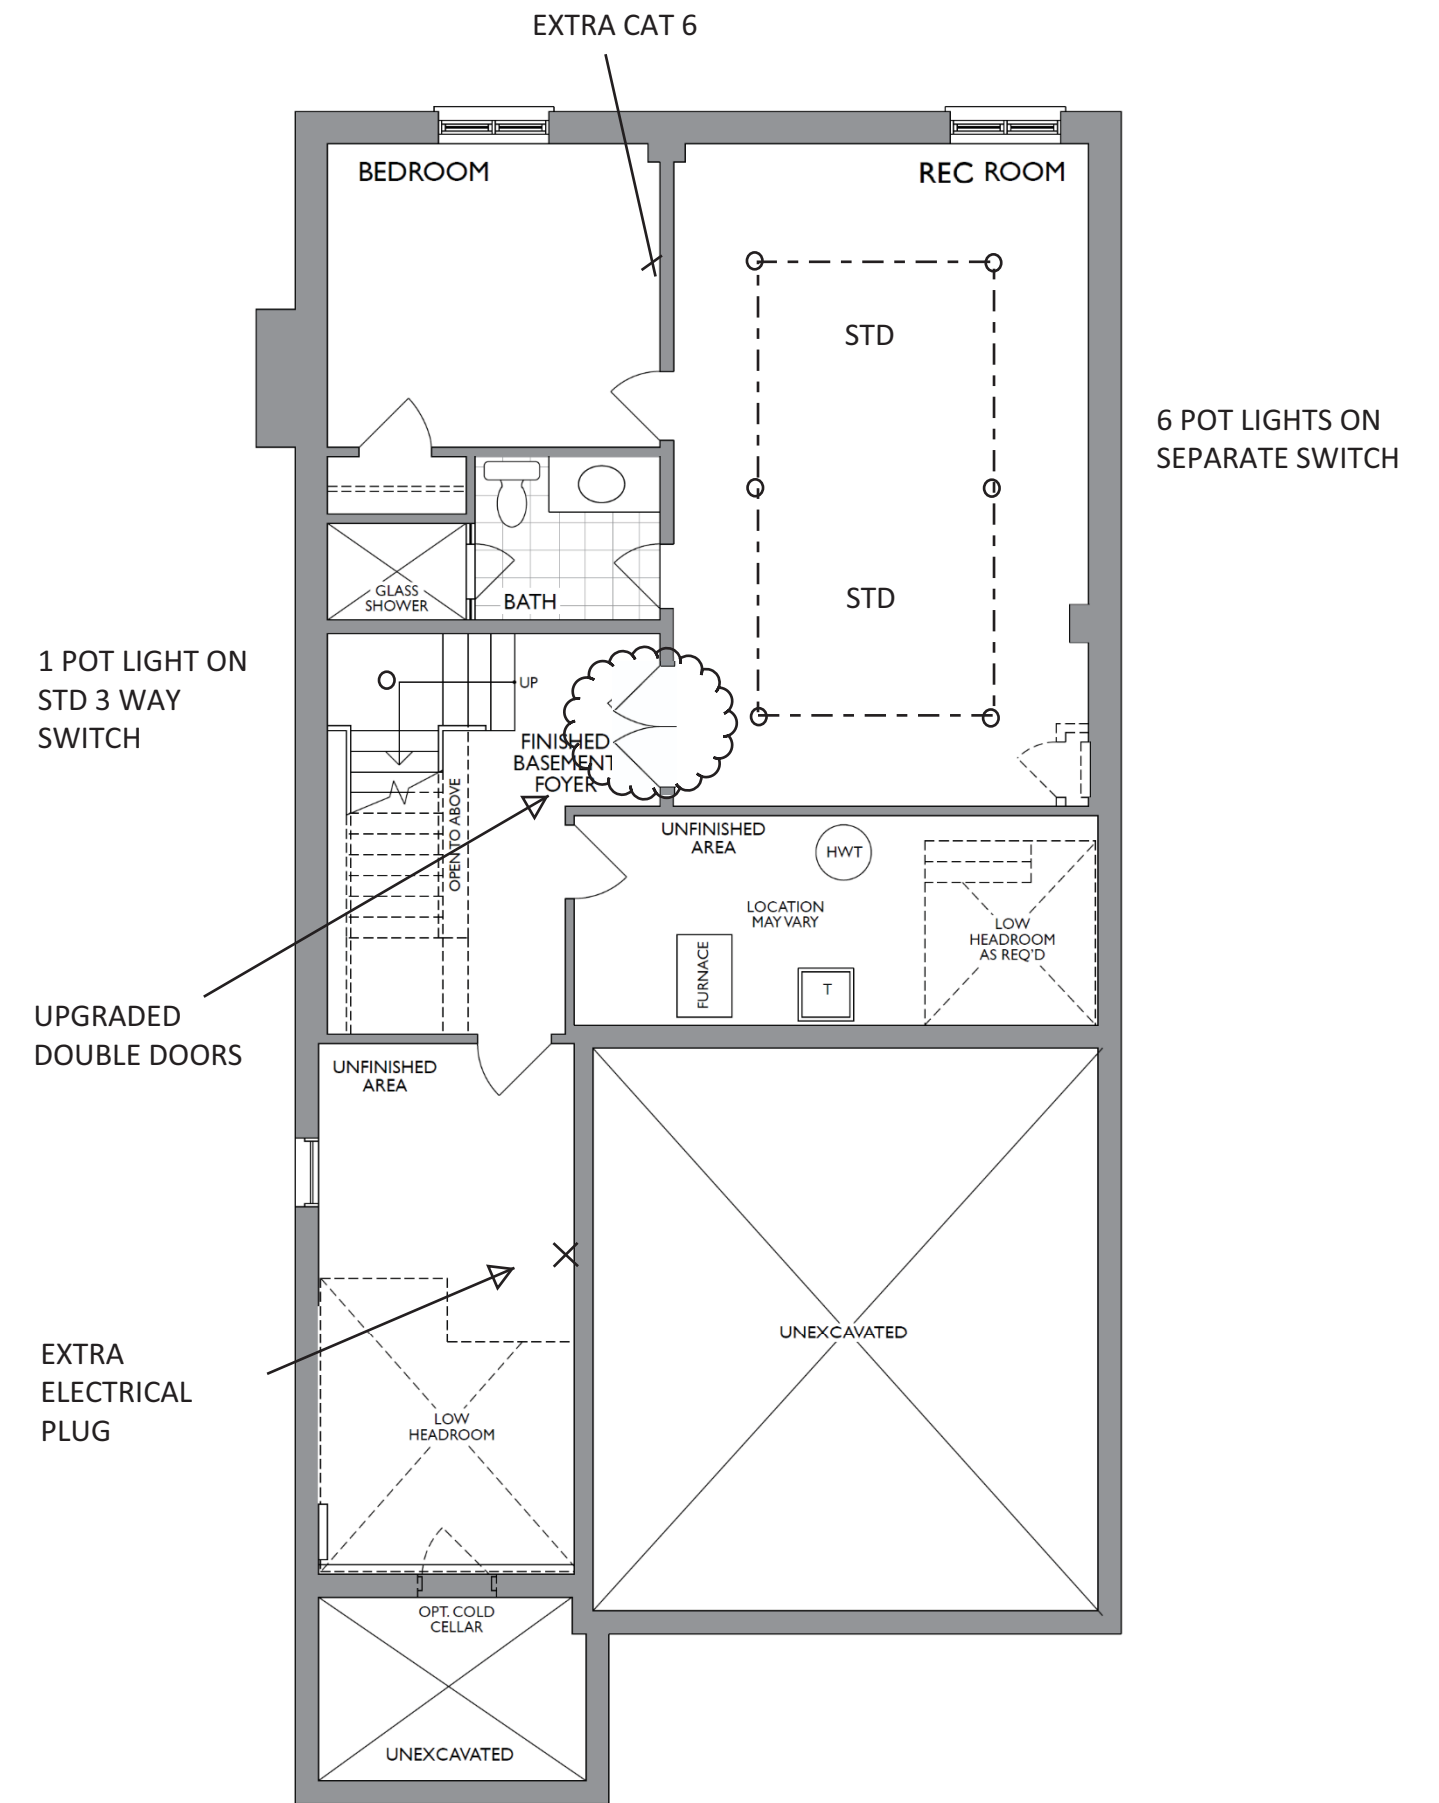 EXTRA CAT 6
BEDROOM
REC ROOM
STD
6 POT LIGHTS ON
SEPARATE SWITCH
STD
GLASS
SHOWER
BATH
1 POT LIGHT ON
STD 3 WAY
SWITCH
UP
FINISHED
BASEMENT
FOYER
OPEN TO ABOVE
UNFINISHED
AREA
HWT
LOCATION
MAY VARY
LOW
HEADROOM
AS REQ'D
FURNACE
T
UPGRADED
DOUBLE DOORS
UNFINISHED
AREA
EXTRA
ELECTRICAL
PLUG
UNEXCAVATED
LOW
HEADROOM
OPT. COLD
CELLAR
UNEXCAVATED